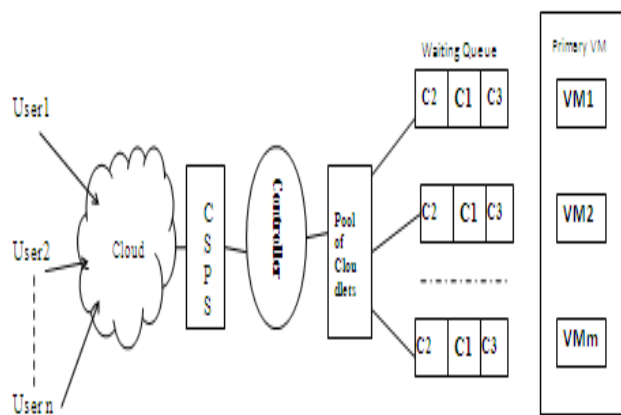 User1
User2
Usern
Cloud
C
S
P
S
Controller
Pool
of
Clou
dlets
Waiting Queue
C2 C1 C3
C2 C1 C3
C2 C1 C3
Primary VM
VM1
VM2
VMm